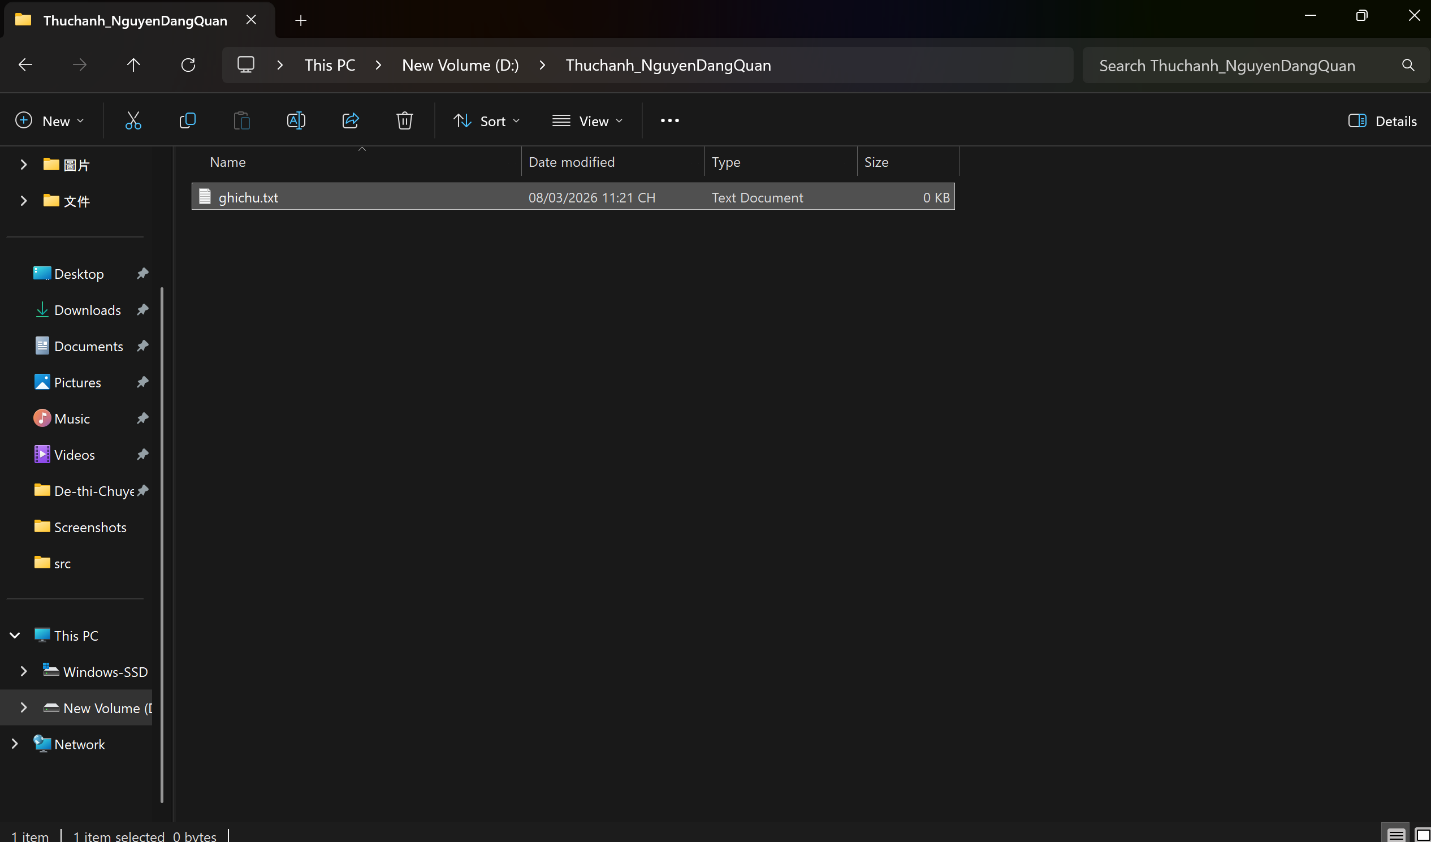 Thuchanh_NguyenDangQuan
This PC > New Volume (D:) > Thuchanh_NguyenDangQuan
Search Thuchanh_NguyenDangQuan
New
Sort
View
Details
圖片
文件
Desktop
Downloads
Documents
Pictures
Music
Videos
De-thi-Chuye
Screenshots
src
This PC
Windows-SSD
New Volume (D
Network
Name Date modified Type Size
ghichu.txt 08/03/2026 11:21 CH Text Document 0 KB
1 item 1 item selected 0 bytes